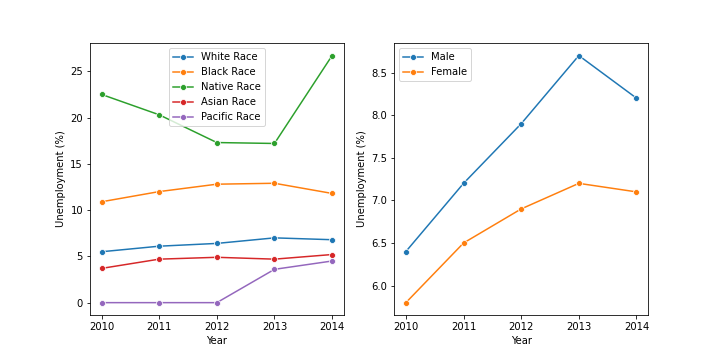 White Race
Black Race
Native Race
Asian Race
Pacific Race
25
20
15
10
5
0
Unemployment (%)
2010 2011 2012 2013 2014
Year
Male
Female
8.5
8.0
7.5
7.0
6.5
6.0
Unemployment (%)
2010 2011 2012 2013 2014
Year